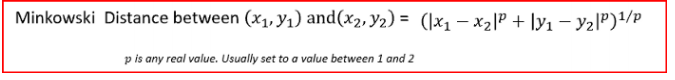 Minkowski Distance between (x₁, y₁) and(x₂, y₂) = (|x₁ − x₂|ᵖ + |y₁ − y₂|ᵖ)¹/ᵖ
p is any real value. Usually set to a value between 1 and 2